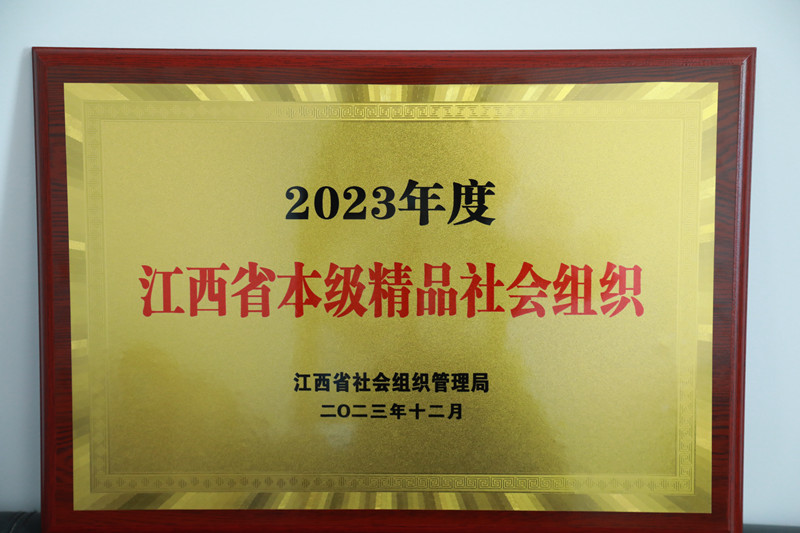 2023年度
江西省本级精品社会组织
江西省社会组织管理局
二〇二三年十二月